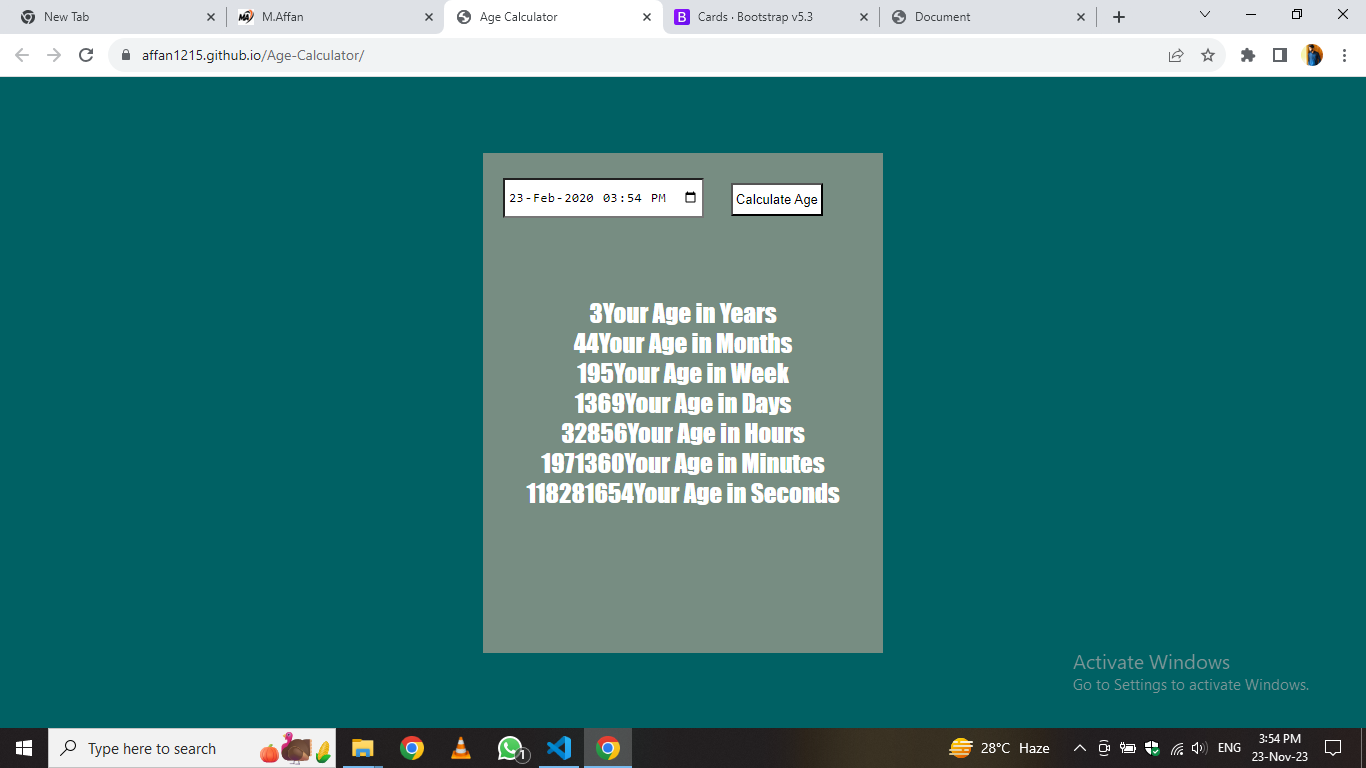 New Tab
M.Affan
Age Calculator
Cards · Bootstrap v5.3
Document
affan1215.github.io/Age-Calculator/
23-Feb-2020 03:54 PM
Calculate Age
3Your Age in Years
44Your Age in Months
195Your Age in Week
1369Your Age in Days
32856Your Age in Hours
1971360Your Age in Minutes
118281654Your Age in Seconds
Activate Windows
Go to Settings to activate Windows.
Type here to search
1
28°C Haze
ENG
3:54 PM
23-Nov-23